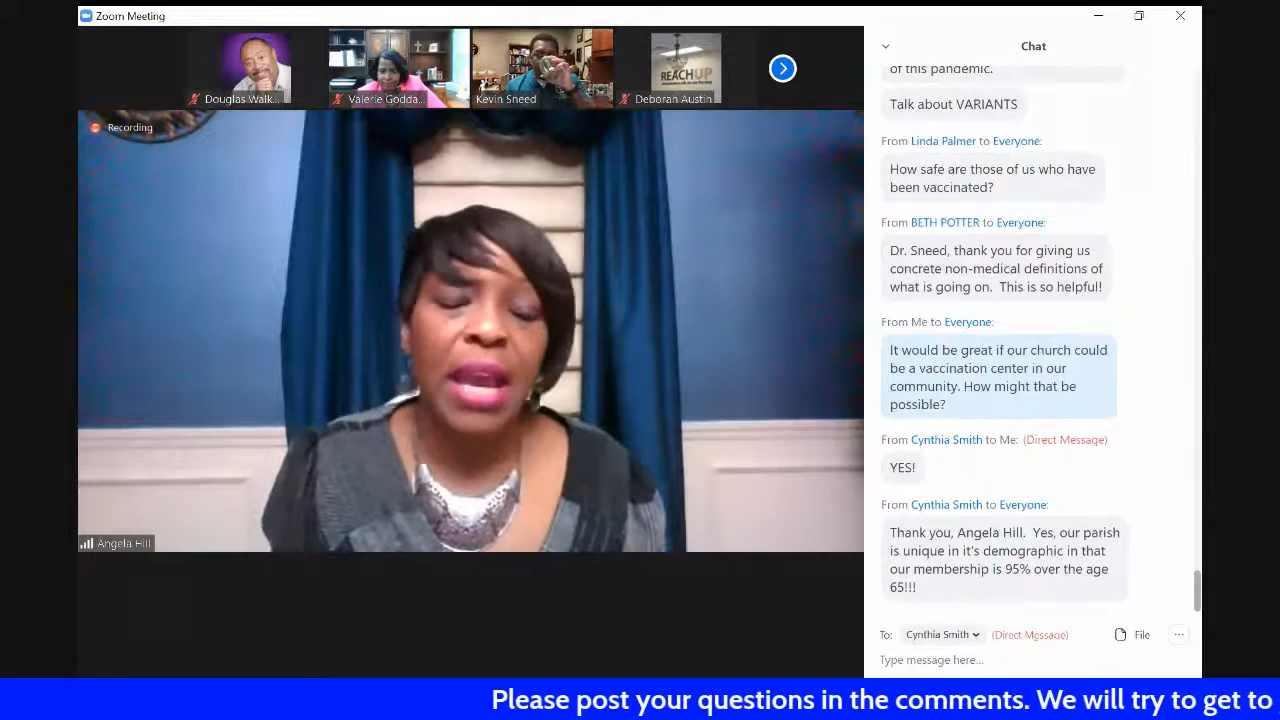 Zoom Meeting
Douglas Walk...
Valerie Godda...
Kevin Sneed
REACHUP
Deborah Austin
Recording
Angela Hill
Chat
of this pandemic.
Talk about VARIANTS
From Linda Palmer to Everyone:
How safe are those of us who have
been vaccinated?
From BETH POTTER to Everyone:
Dr. Sneed, thank you for giving us
concrete non-medical definitions of
what is going on.  This is so helpful!
From Me to Everyone:
It would be great if our church could
be a vaccination center in our
community. How might that be
possible?
From Cynthia Smith to Me: (Direct Message)
YES!
From Cynthia Smith to Everyone:
Thank you, Angela Hill.  Yes, our parish
is unique in it's demographic in that
our membership is 95% over the age
65!!!
To: Cynthia Smith (Direct Message) File ...
Type message here...
Please post your questions in the comments. We will try to get to